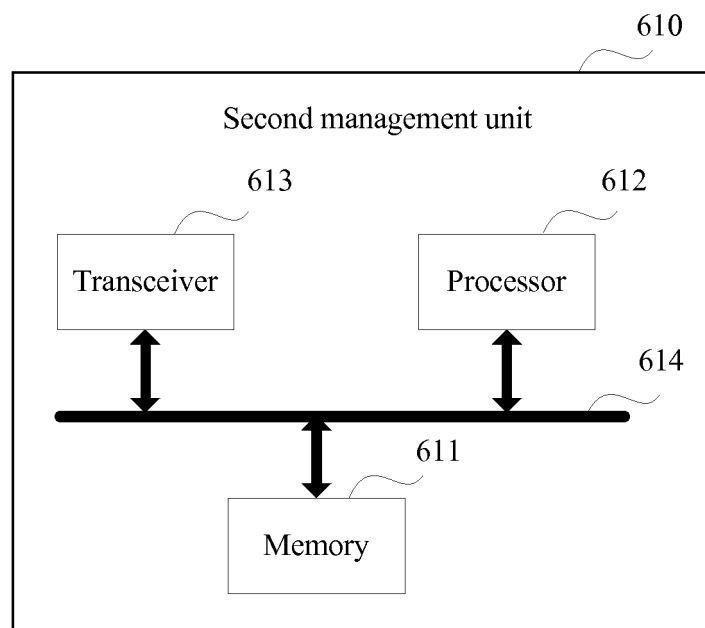 610
Second management unit
613
612
Transceiver
Processor
614
611
Memory